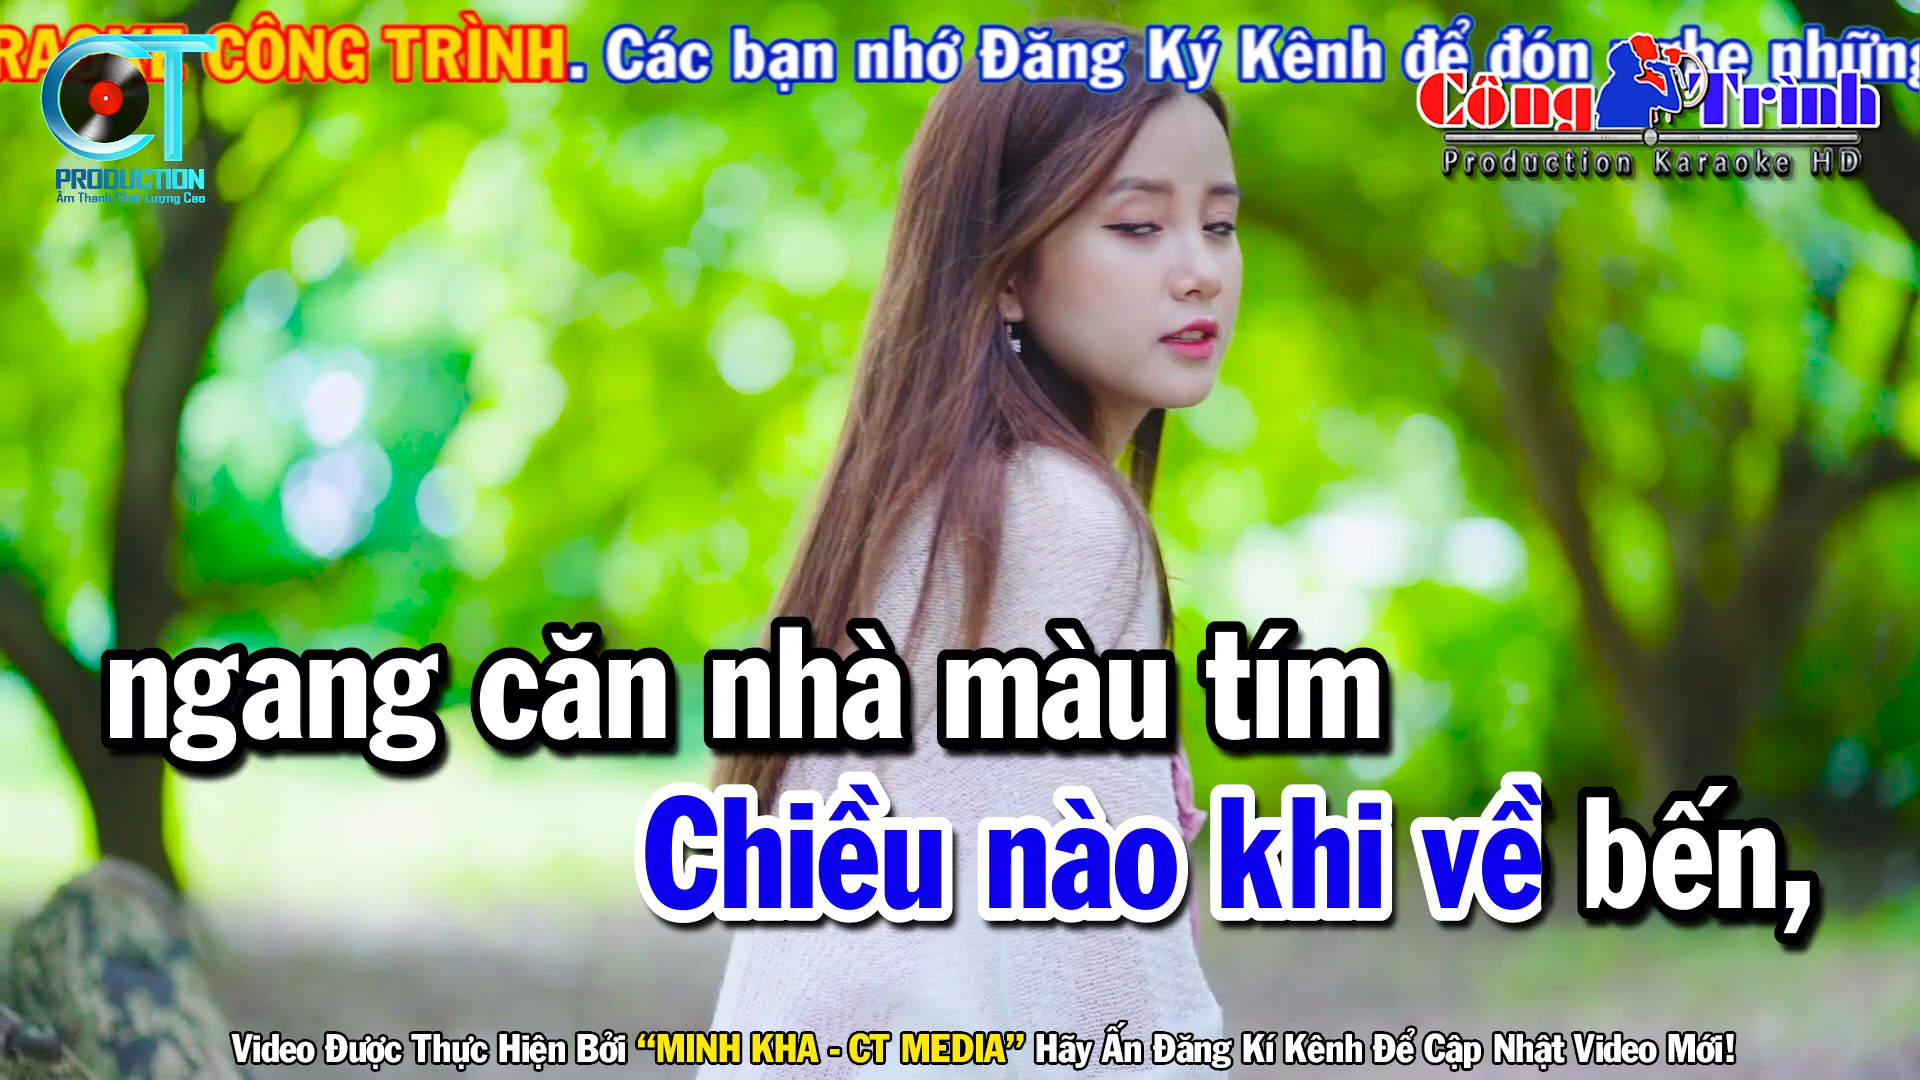 CÔNG TRÌNH. Các bạn nhớ Đăng Ký Kênh để đón nghe những
CT
PRODUCTION
Âm Thanh Chất Lượng Cao
Công Trình
Production Karaoke HD
ngang căn nhà màu tím
Chiều nào khi về bến,
Video Được Thực Hiện Bởi “MINH KHA - CT MEDIA” Hãy Ấn Đăng Kí Kênh Để Cập Nhật Video Mới!